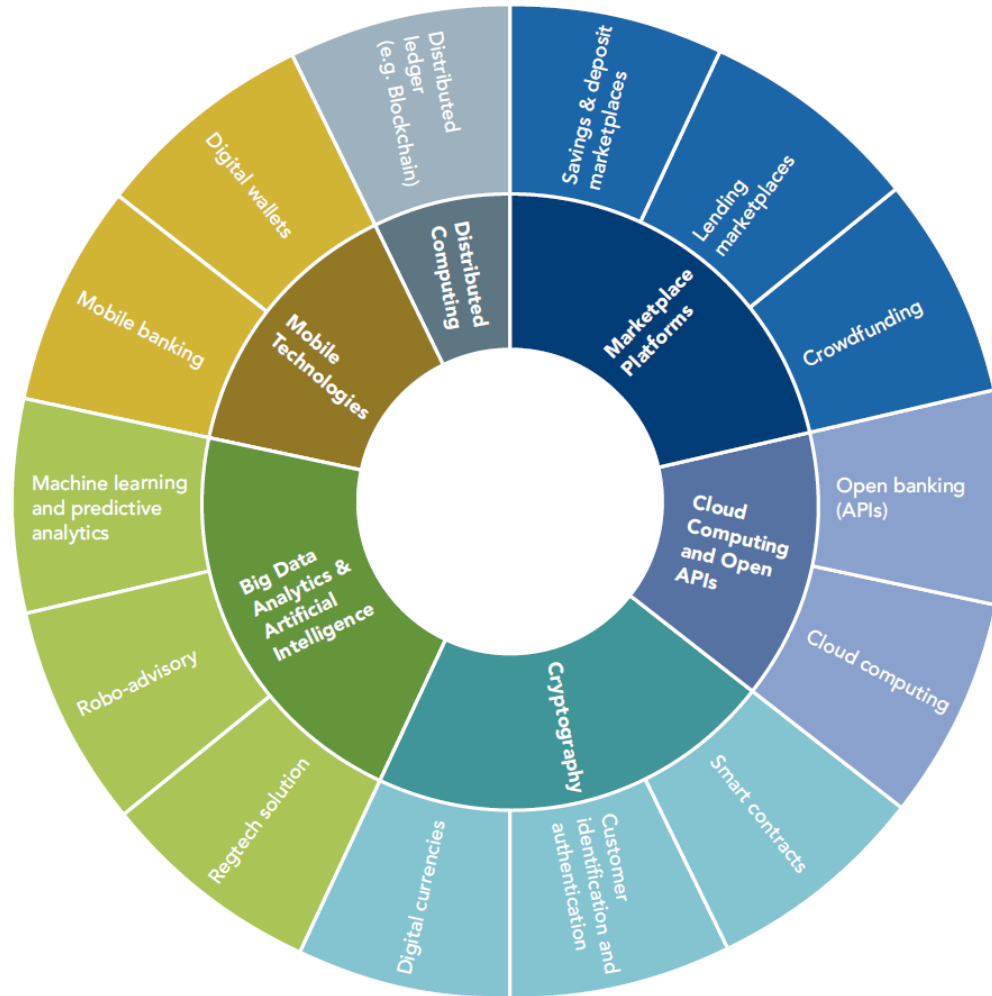 Distributed
ledger
(e.g. Blockchain)
Savings & deposit
marketplaces
Lending
marketplaces
Crowdfunding
Open banking
(APIs)
Cloud computing
Smart contracts
Customer
identification and
authentication
Digital currencies
Regtech solution
Robo-advisory
Machine learning
and predictive
analytics
Mobile banking
Digital wallets
Distributed
Computing
Marketplace
Platforms
Cloud
Computing
and Open
APIs
Cryptography
Big Data
Analytics &
Artificial
Intelligence
Mobile
Technologies